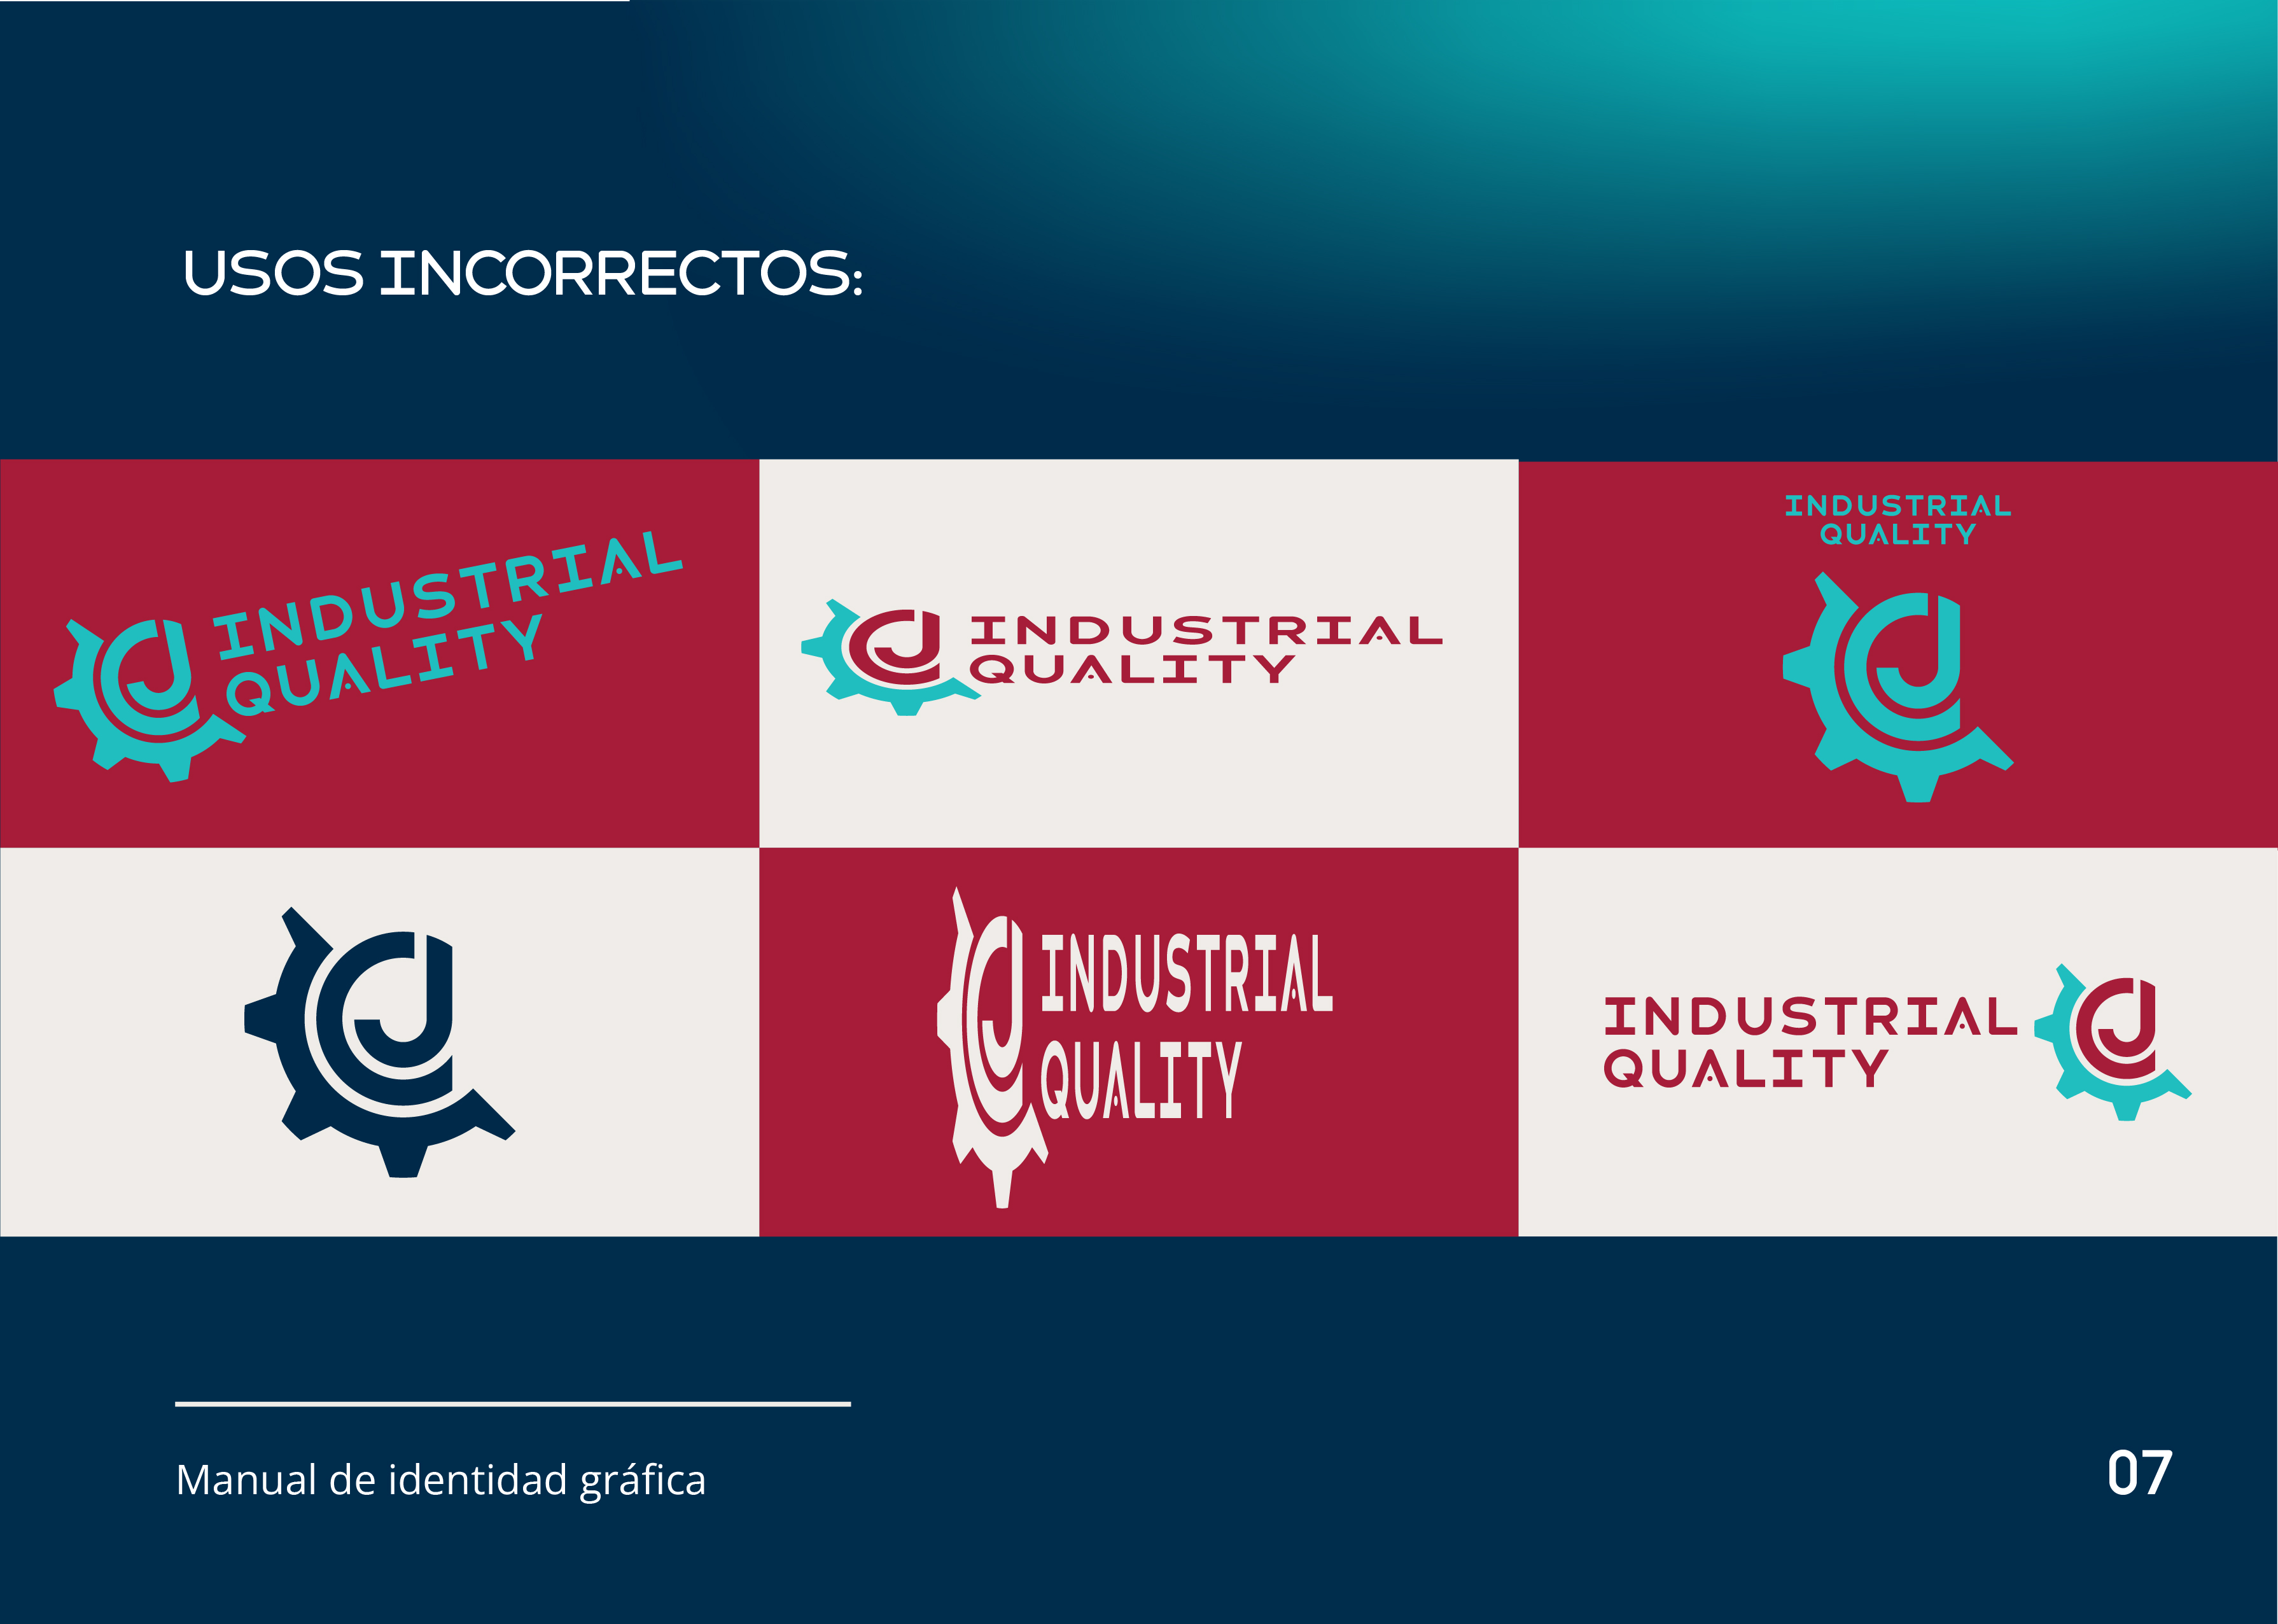 USOS INCORRECTOS:
INDUSTRIAL
QUALITY
INDUSTRIAL
QUALITY
INDUSTRIAL
QUALITY
INDUSTRIAL
QUALITY
INDUSTRIAL
QUALITY
Manual de identidad gráfica
07